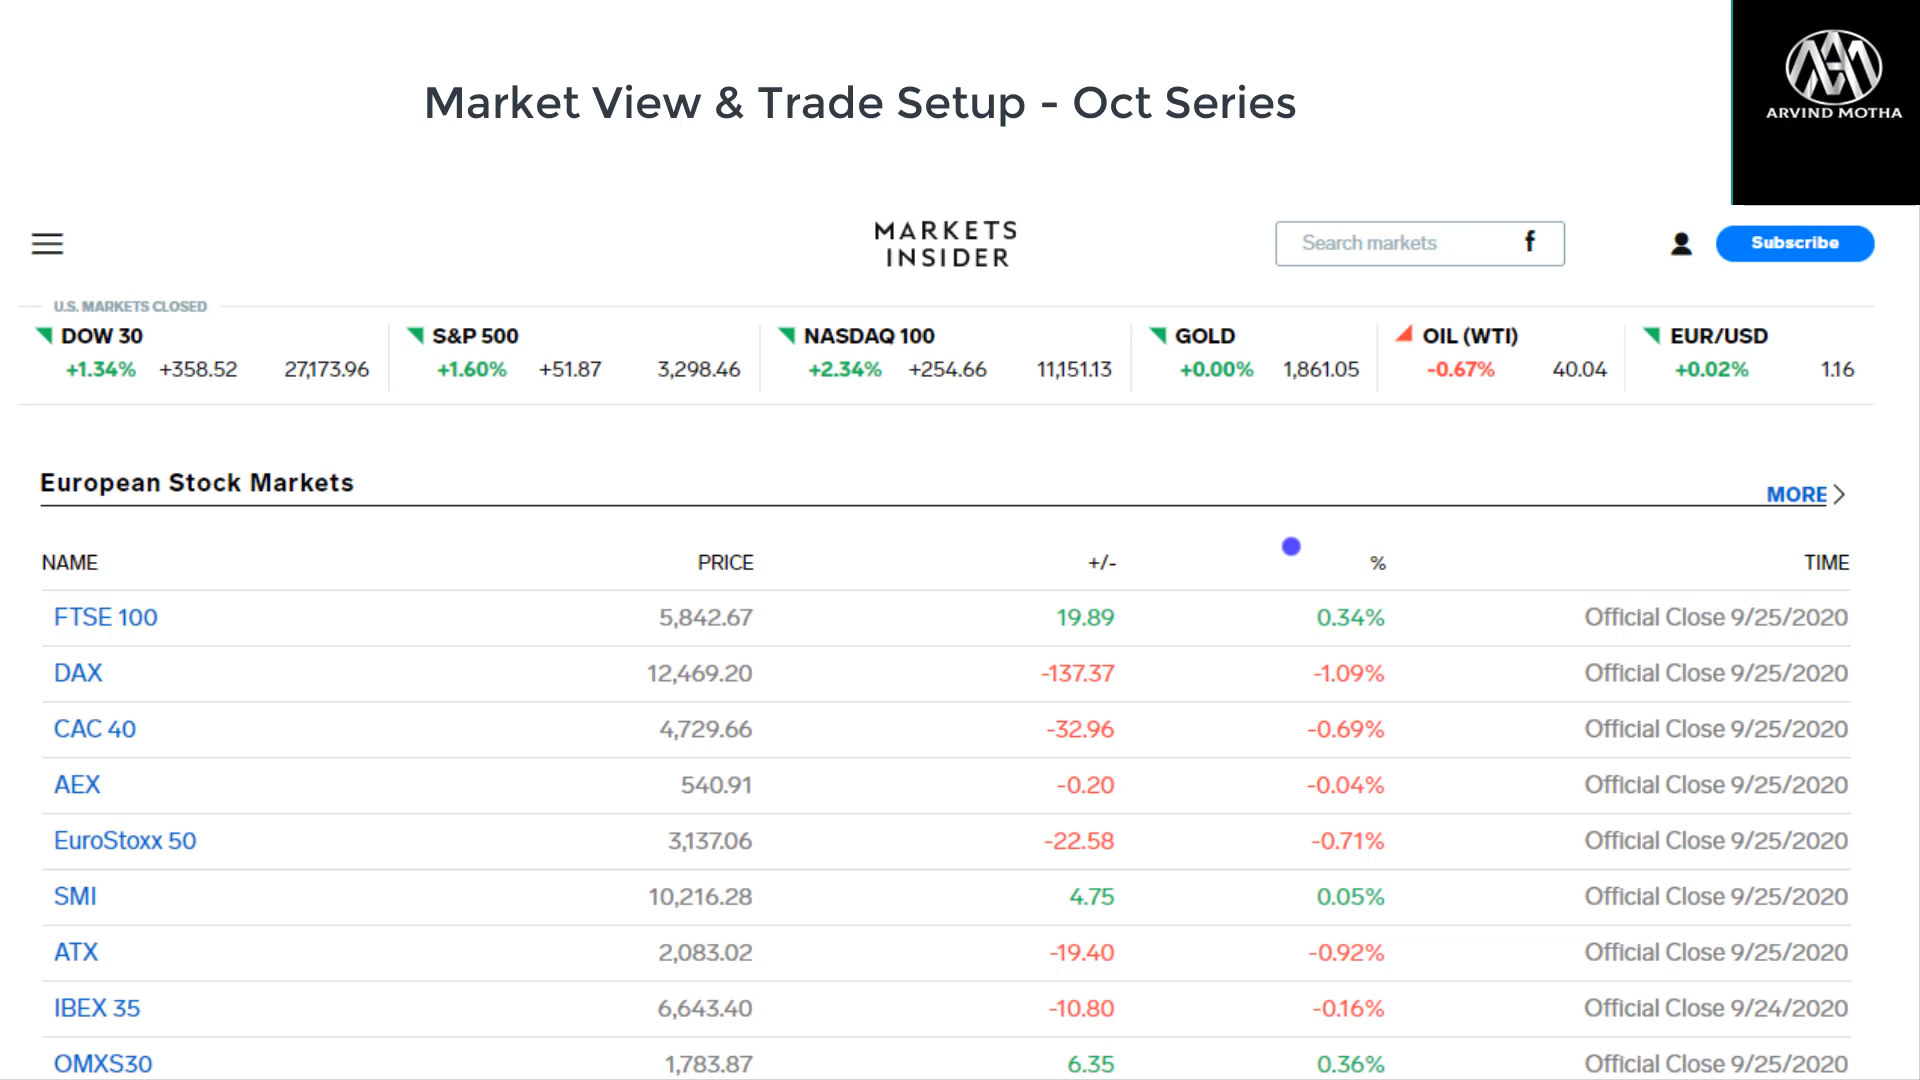 Market View & Trade Setup - Oct Series
ARVIND MOTHA
MARKETS
INSIDER
Search markets
f
Subscribe
U.S. MARKETS CLOSED
DOW 30
+1.34% +358.52 27,173.96
S&P 500
+1.60% +51.87 3,298.46
NASDAQ 100
+2.34% +254.66 11,151.13
GOLD
+0.00% 1,861.05
OIL (WTI)
-0.67% 40.04
EUR/USD
+0.02% 1.16
European Stock Markets
MORE
NAME PRICE +/- % TIME
FTSE 100 5,842.67 19.89 0.34% Official Close 9/25/2020
DAX 12,469.20 -137.37 -1.09% Official Close 9/25/2020
CAC 40 4,729.66 -32.96 -0.69% Official Close 9/25/2020
AEX 540.91 -0.20 -0.04% Official Close 9/25/2020
EuroStoxx 50 3,137.06 -22.58 -0.71% Official Close 9/25/2020
SMI 10,216.28 4.75 0.05% Official Close 9/25/2020
ATX 2,083.02 -19.40 -0.92% Official Close 9/25/2020
IBEX 35 6,643.40 -10.80 -0.16% Official Close 9/24/2020
OMXS30 1,783.87 6.35 0.36% Official Close 9/25/2020